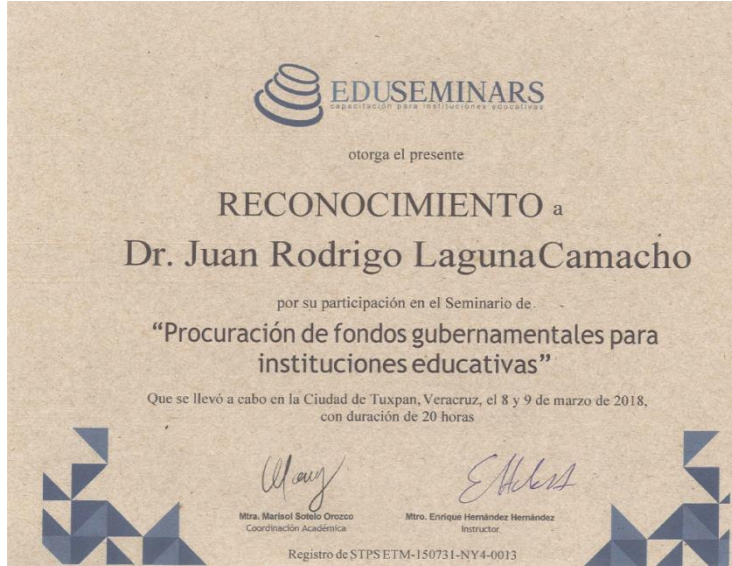 EDUSEMINARS
capacitación para instituciones educativas
otorga el presente
RECONOCIMIENTO a
Dr. Juan Rodrigo LagunaCamacho
por su participación en el Seminario de
“Procuración de fondos gubernamentales para
instituciones educativas”
Que se llevó a cabo en la Ciudad de Tuxpan, Veracruz, el 8 y 9 de marzo de 2018,
con duración de 20 horas
Mtra. Marisol Sotelo Orozco
Coordinación Académica
Mtro. Enrique Hernández Hernández
Instructor
Registro de STPS ETM-150731-NY4-0013